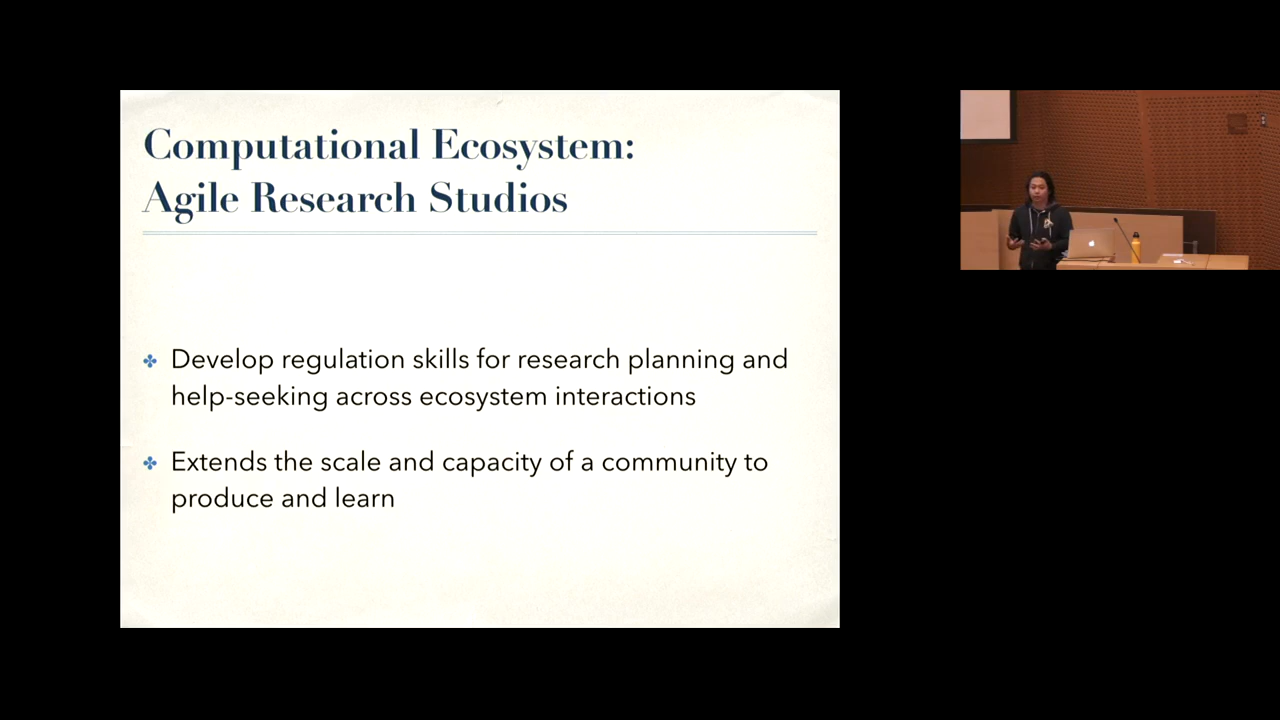 Computational Ecosystem:
Agile Research Studios
Develop regulation skills for research planning and
help-seeking across ecosystem interactions
Extends the scale and capacity of a community to
produce and learn